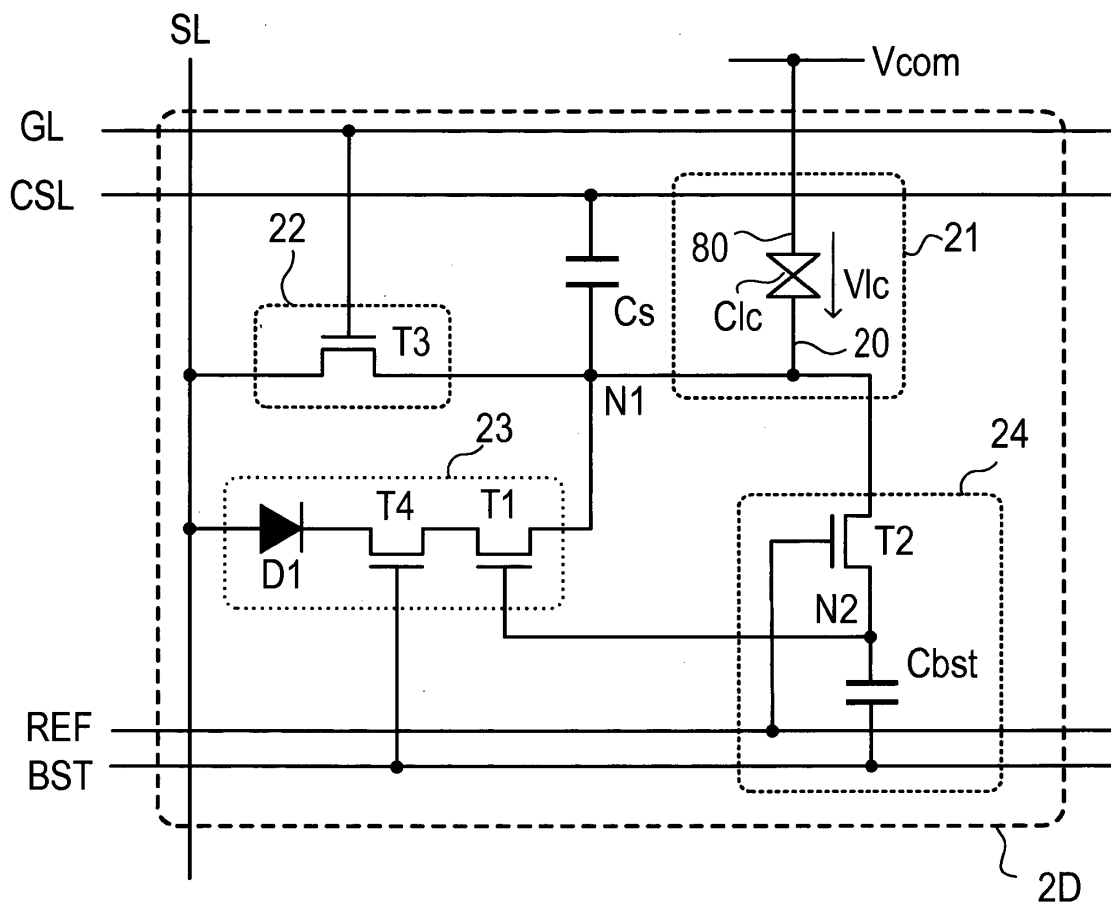 SL
Vcom
GL
CSL
22
80
21
Vlc
Clc
Cs
T3
20
N1
23
24
T4
T1
T2
D1
N2
Cbst
REF
BST
2D